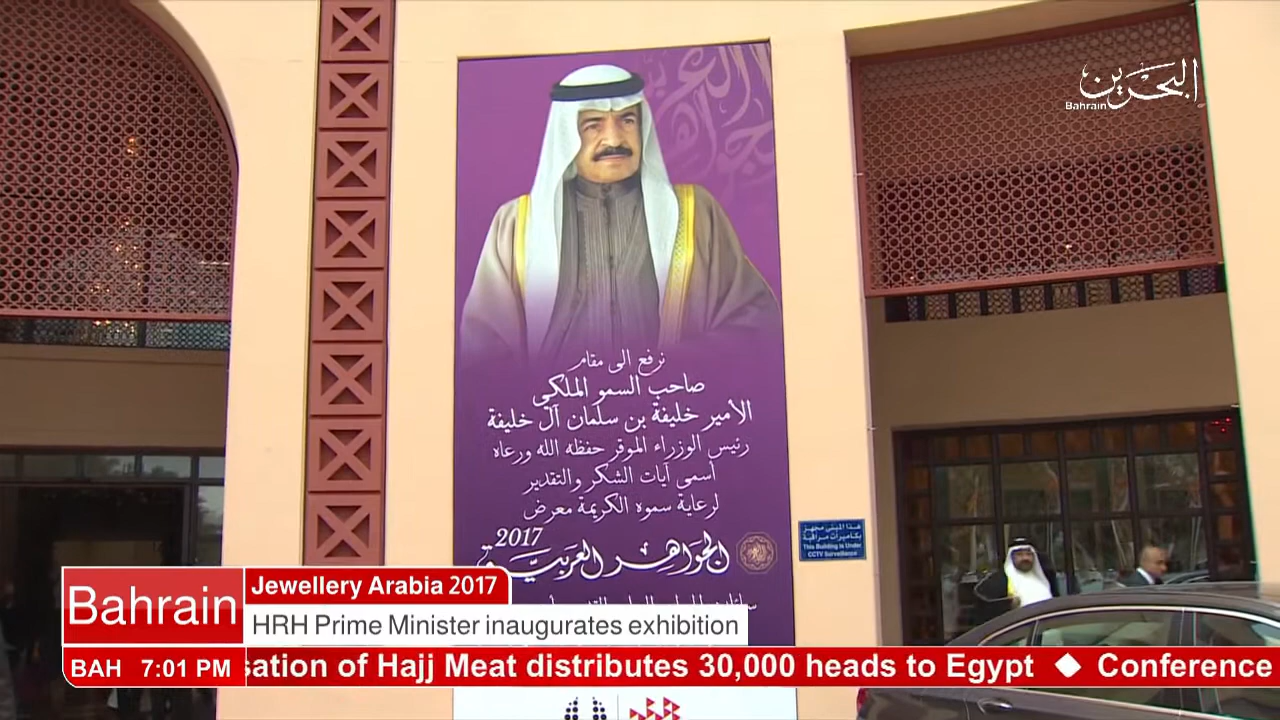 البحرين
Bahrain
نرفع الى مقام
صاحب السمو الملكي
الأمير خليفة بن سلمان آل خليفة
رئيس الوزراء الموقر حفظه الله ورعاه
أسمى آيات الشكر والتقدير
لرعاية سموه الكريمة معرض
2017
الجواهر العربية
هذا المبنى مجهز
بكاميرات مراقبة
This Building is Under
CCTV Surveillance
Bahrain
Jewellery Arabia 2017
HRH Prime Minister inaugurates exhibition
BAH 7:01 PM
sation of Hajj Meat distributes 30,000 heads to Egypt ◆ Conference